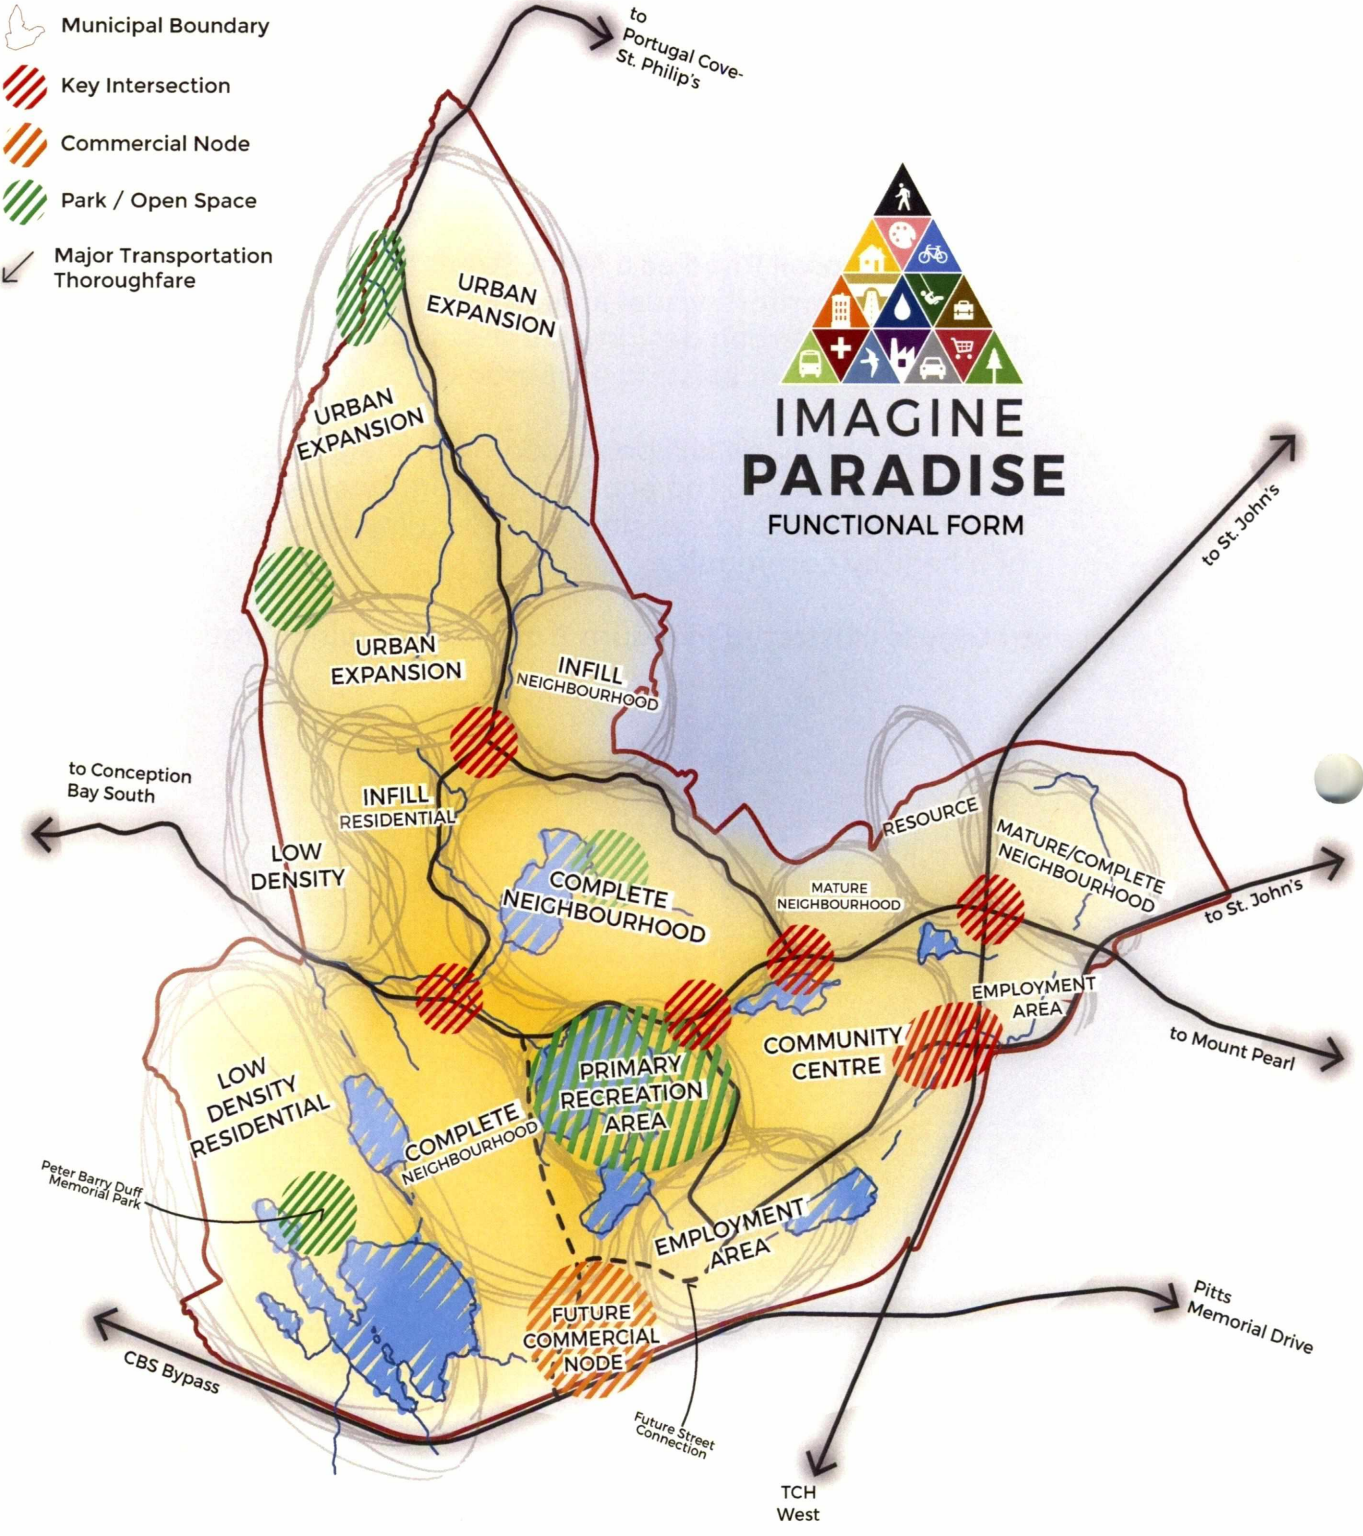 Municipal Boundary
Key Intersection
Commercial Node
Park / Open Space
Major Transportation
Thoroughfare
to
Portugal Cove-
St. Philip's
IMAGINE
PARADISE
FUNCTIONAL FORM
URBAN
EXPANSION
URBAN
EXPANSION
to St. John's
URBAN
EXPANSION
INFILL
NEIGHBOURHOOD
to Conception
Bay South
INFILL
RESIDENTIAL
LOW
DENSITY
RESOURCE
MATURE/COMPLETE
NEIGHBOURHOOD
COMPLETE
NEIGHBOURHOOD
MATURE
NEIGHBOURHOOD
to St. John's
EMPLOYMENT
AREA
to Mount Pearl
COMMUNITY
CENTRE
PRIMARY
RECREATION
AREA
LOW
DENSITY
RESIDENTIAL
COMPLETE
NEIGHBOURHOOD
Peter Barry Duff
Memorial Park
EMPLOYMENT
AREA
FUTURE
COMMERCIAL
NODE
Pitts
Memorial Drive
CBS Bypass
Future Street
Connection
TCH
West